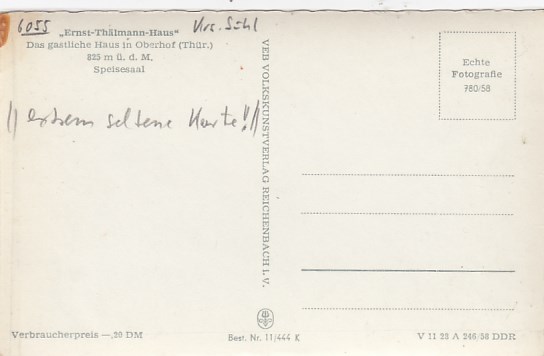 6055 Krs. Suhl
„Ernst-Thälmann-Haus"
Das gastliche Haus in Oberhof (Thür.)
825 m ü. d. M.
Speisesaal
Echte
Fotografie
780/58
// extrem seltene Karte! //
VEB VOLKSKUNSTVERLAG REICHENBACH I. V.
Verbraucherpreis —,20 DM
Best. Nr. 11/444 K
V 11 28 A 246/58 DDR